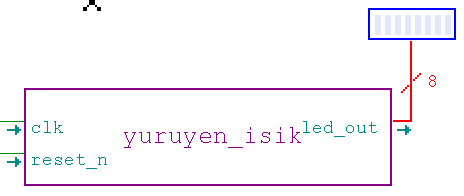 8
clk
yuruyen_isik
led_out
reset_n